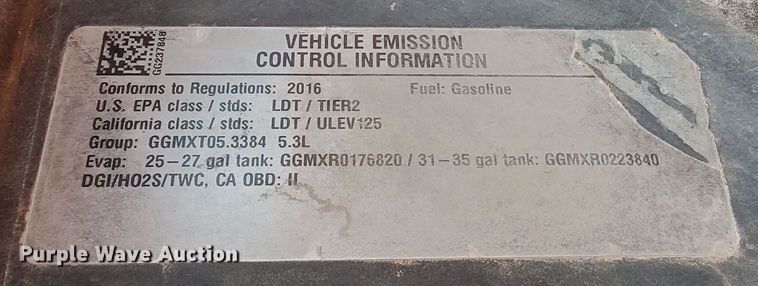 GG237848
VEHICLE EMISSION
CONTROL INFORMATION
Conforms to Regulations: 2016 Fuel: Gasoline
U.S. EPA class / stds: LDT / TIER2
California class / stds: LDT / ULEV125
Group: GGMXT05.3384 5.3L
Evap: 25-27 gal tank: GGMXR0176820 / 31-35 gal tank: GGMXR0223840
DGI/HO2S/TWC, CA OBD: II
Purple Wave Auction